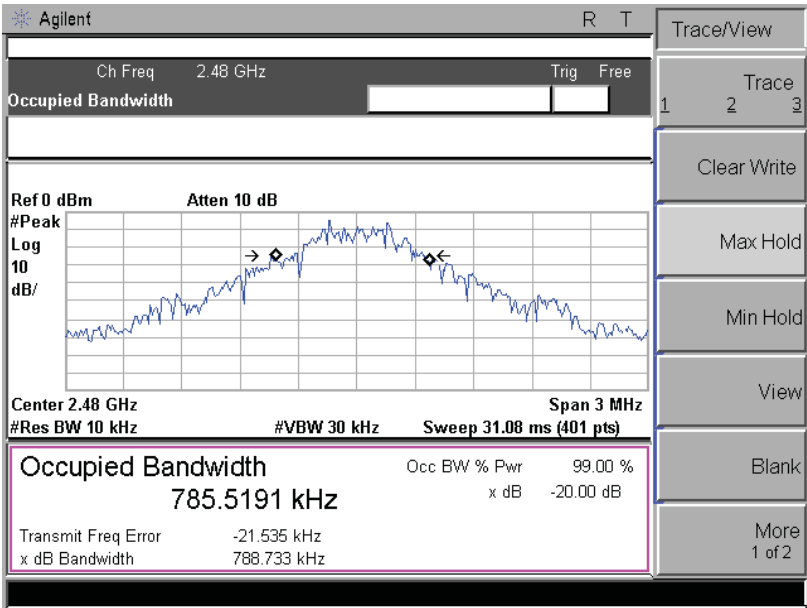 Agilent R T
Trace/View
Ch Freq 2.48 GHz Trig Free
Occupied Bandwidth
Trace
1 2 3
Clear Write
Max Hold
Min Hold
View
Blank
More
1 of 2
Ref 0 dBm Atten 10 dB
#Peak
Log
10
dB/
Center 2.48 GHz Span 3 MHz
#Res BW 10 kHz #VBW 30 kHz Sweep 31.08 ms (401 pts)
Occupied Bandwidth Occ BW % Pwr 99.00 %
785.5191 kHz x dB -20.00 dB
Transmit Freq Error -21.535 kHz
x dB Bandwidth 788.733 kHz